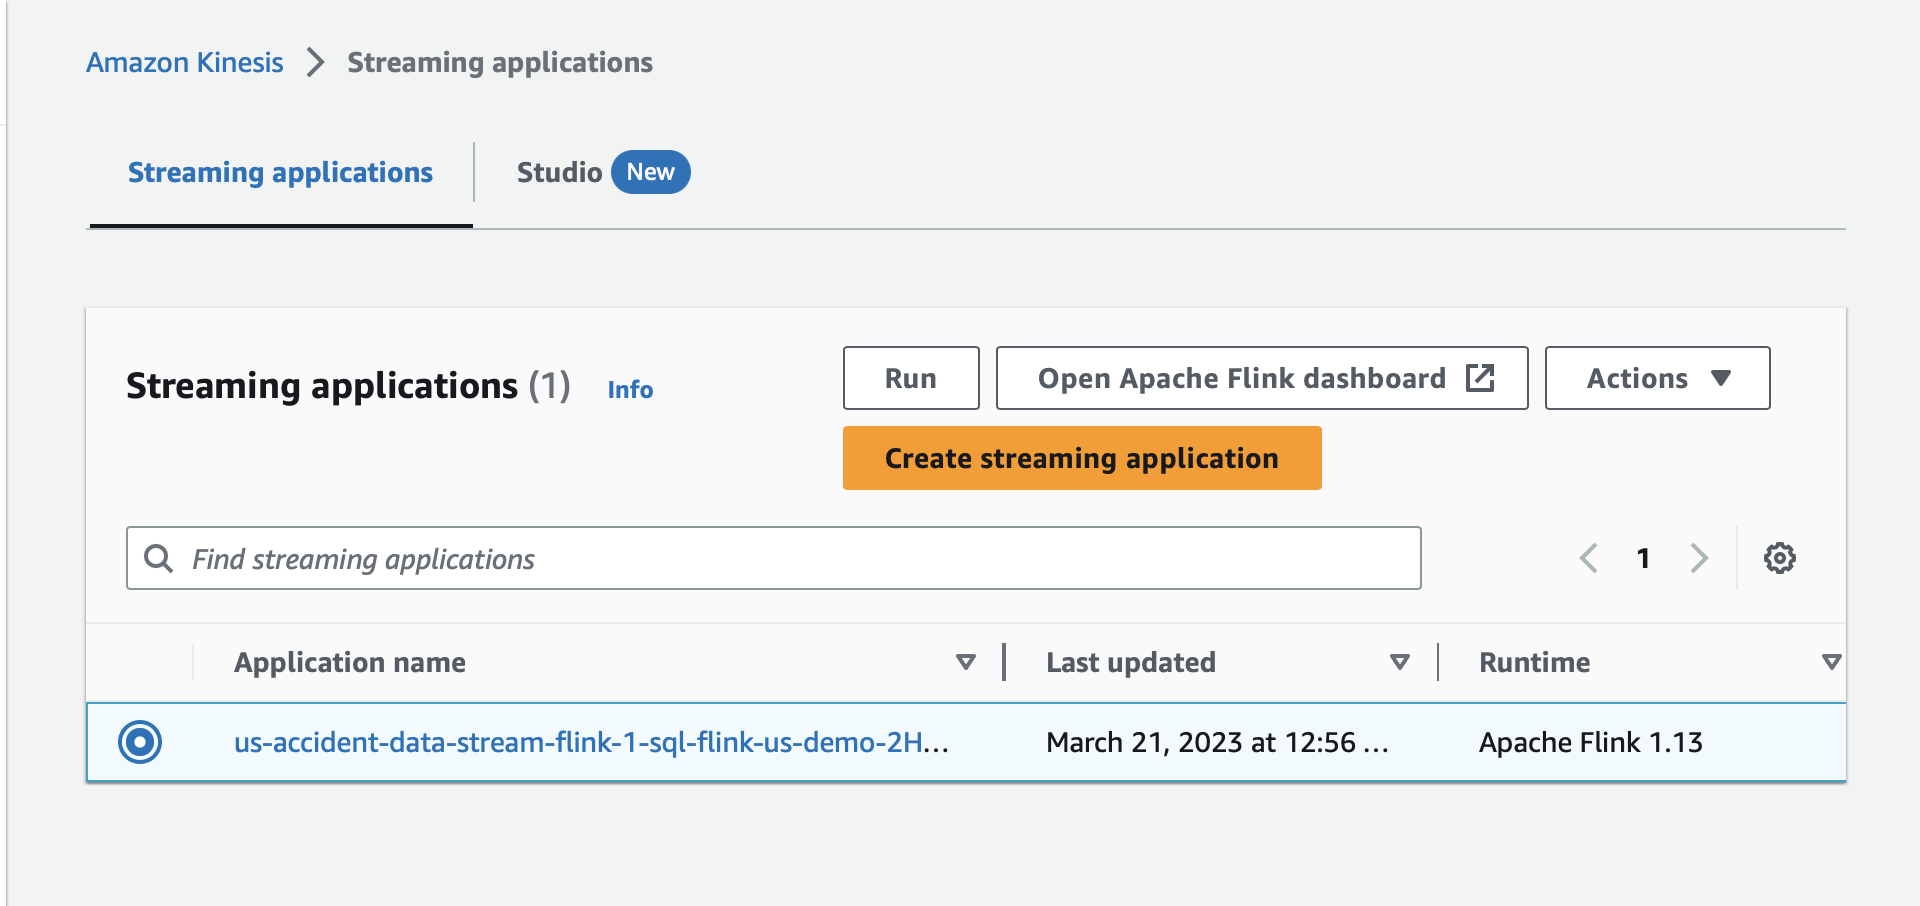 Amazon Kinesis > Streaming applications
Streaming applications
Studio New
Streaming applications (1) Info
Run
Open Apache Flink dashboard
Actions
Create streaming application
Find streaming applications
1
Application name Last updated Runtime
us-accident-data-stream-flink-1-sql-flink-us-demo-2H... March 21, 2023 at 12:56 ... Apache Flink 1.13